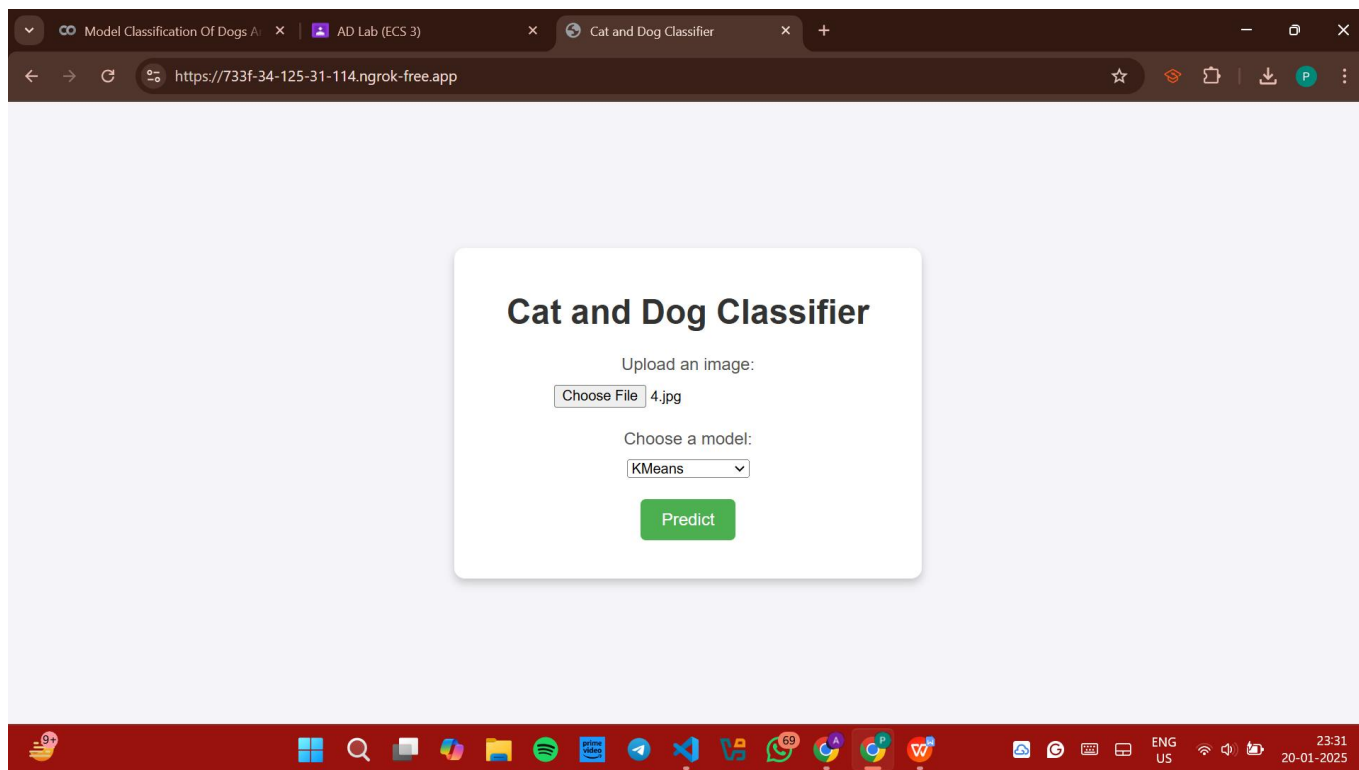 Model Classification Of Dogs A
AD Lab (ECS 3)
Cat and Dog Classifier
https://733f-34-125-31-114.ngrok-free.app
P
Cat and Dog Classifier
Upload an image:
Choose File 4.jpg
Choose a model:
KMeans
Predict
9+
prime
video
69
A
P
W
G
ENG
US
23:31
20-01-2025